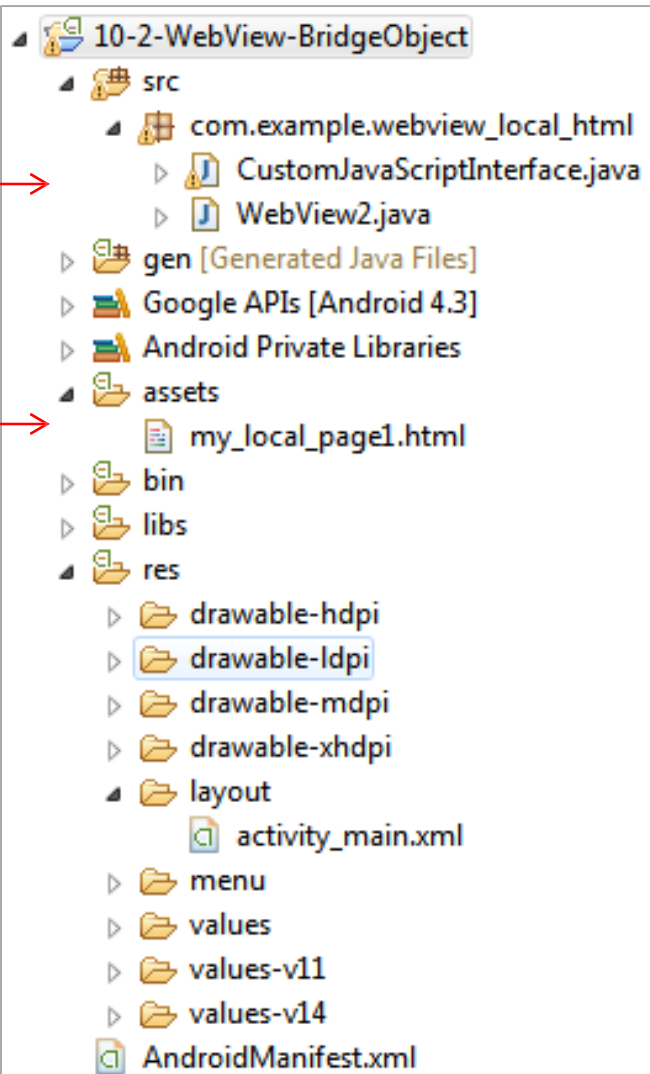 10-2-WebView-BridgeObject
src
com.example.webview_local_html
CustomJavaScriptInterface.java
WebView2.java
gen [Generated Java Files]
Google APIs [Android 4.3]
Android Private Libraries
assets
my_local_page1.html
bin
libs
res
drawable-hdpi
drawable-ldpi
drawable-mdpi
drawable-xhdpi
layout
activity_main.xml
menu
values
values-v11
values-v14
AndroidManifest.xml